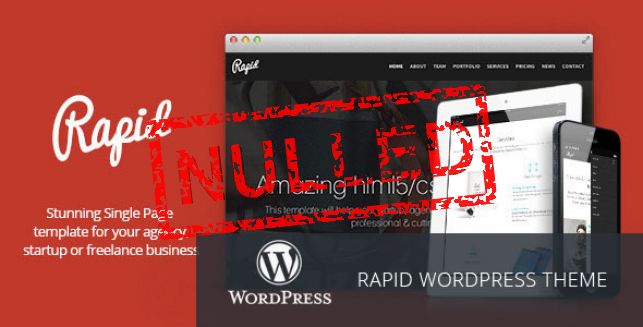 Rapid
HOME ABOUT TEAM PORTFOLIO SERVICES PRICING NEWS CONTACT
Rapid
NULLED
Stunning Single Page
template for your agency
startup or freelance business
Amazing html5/cs
This template will help
professional & cutti
WORDPRESS
RAPID WORDPRESS THEME